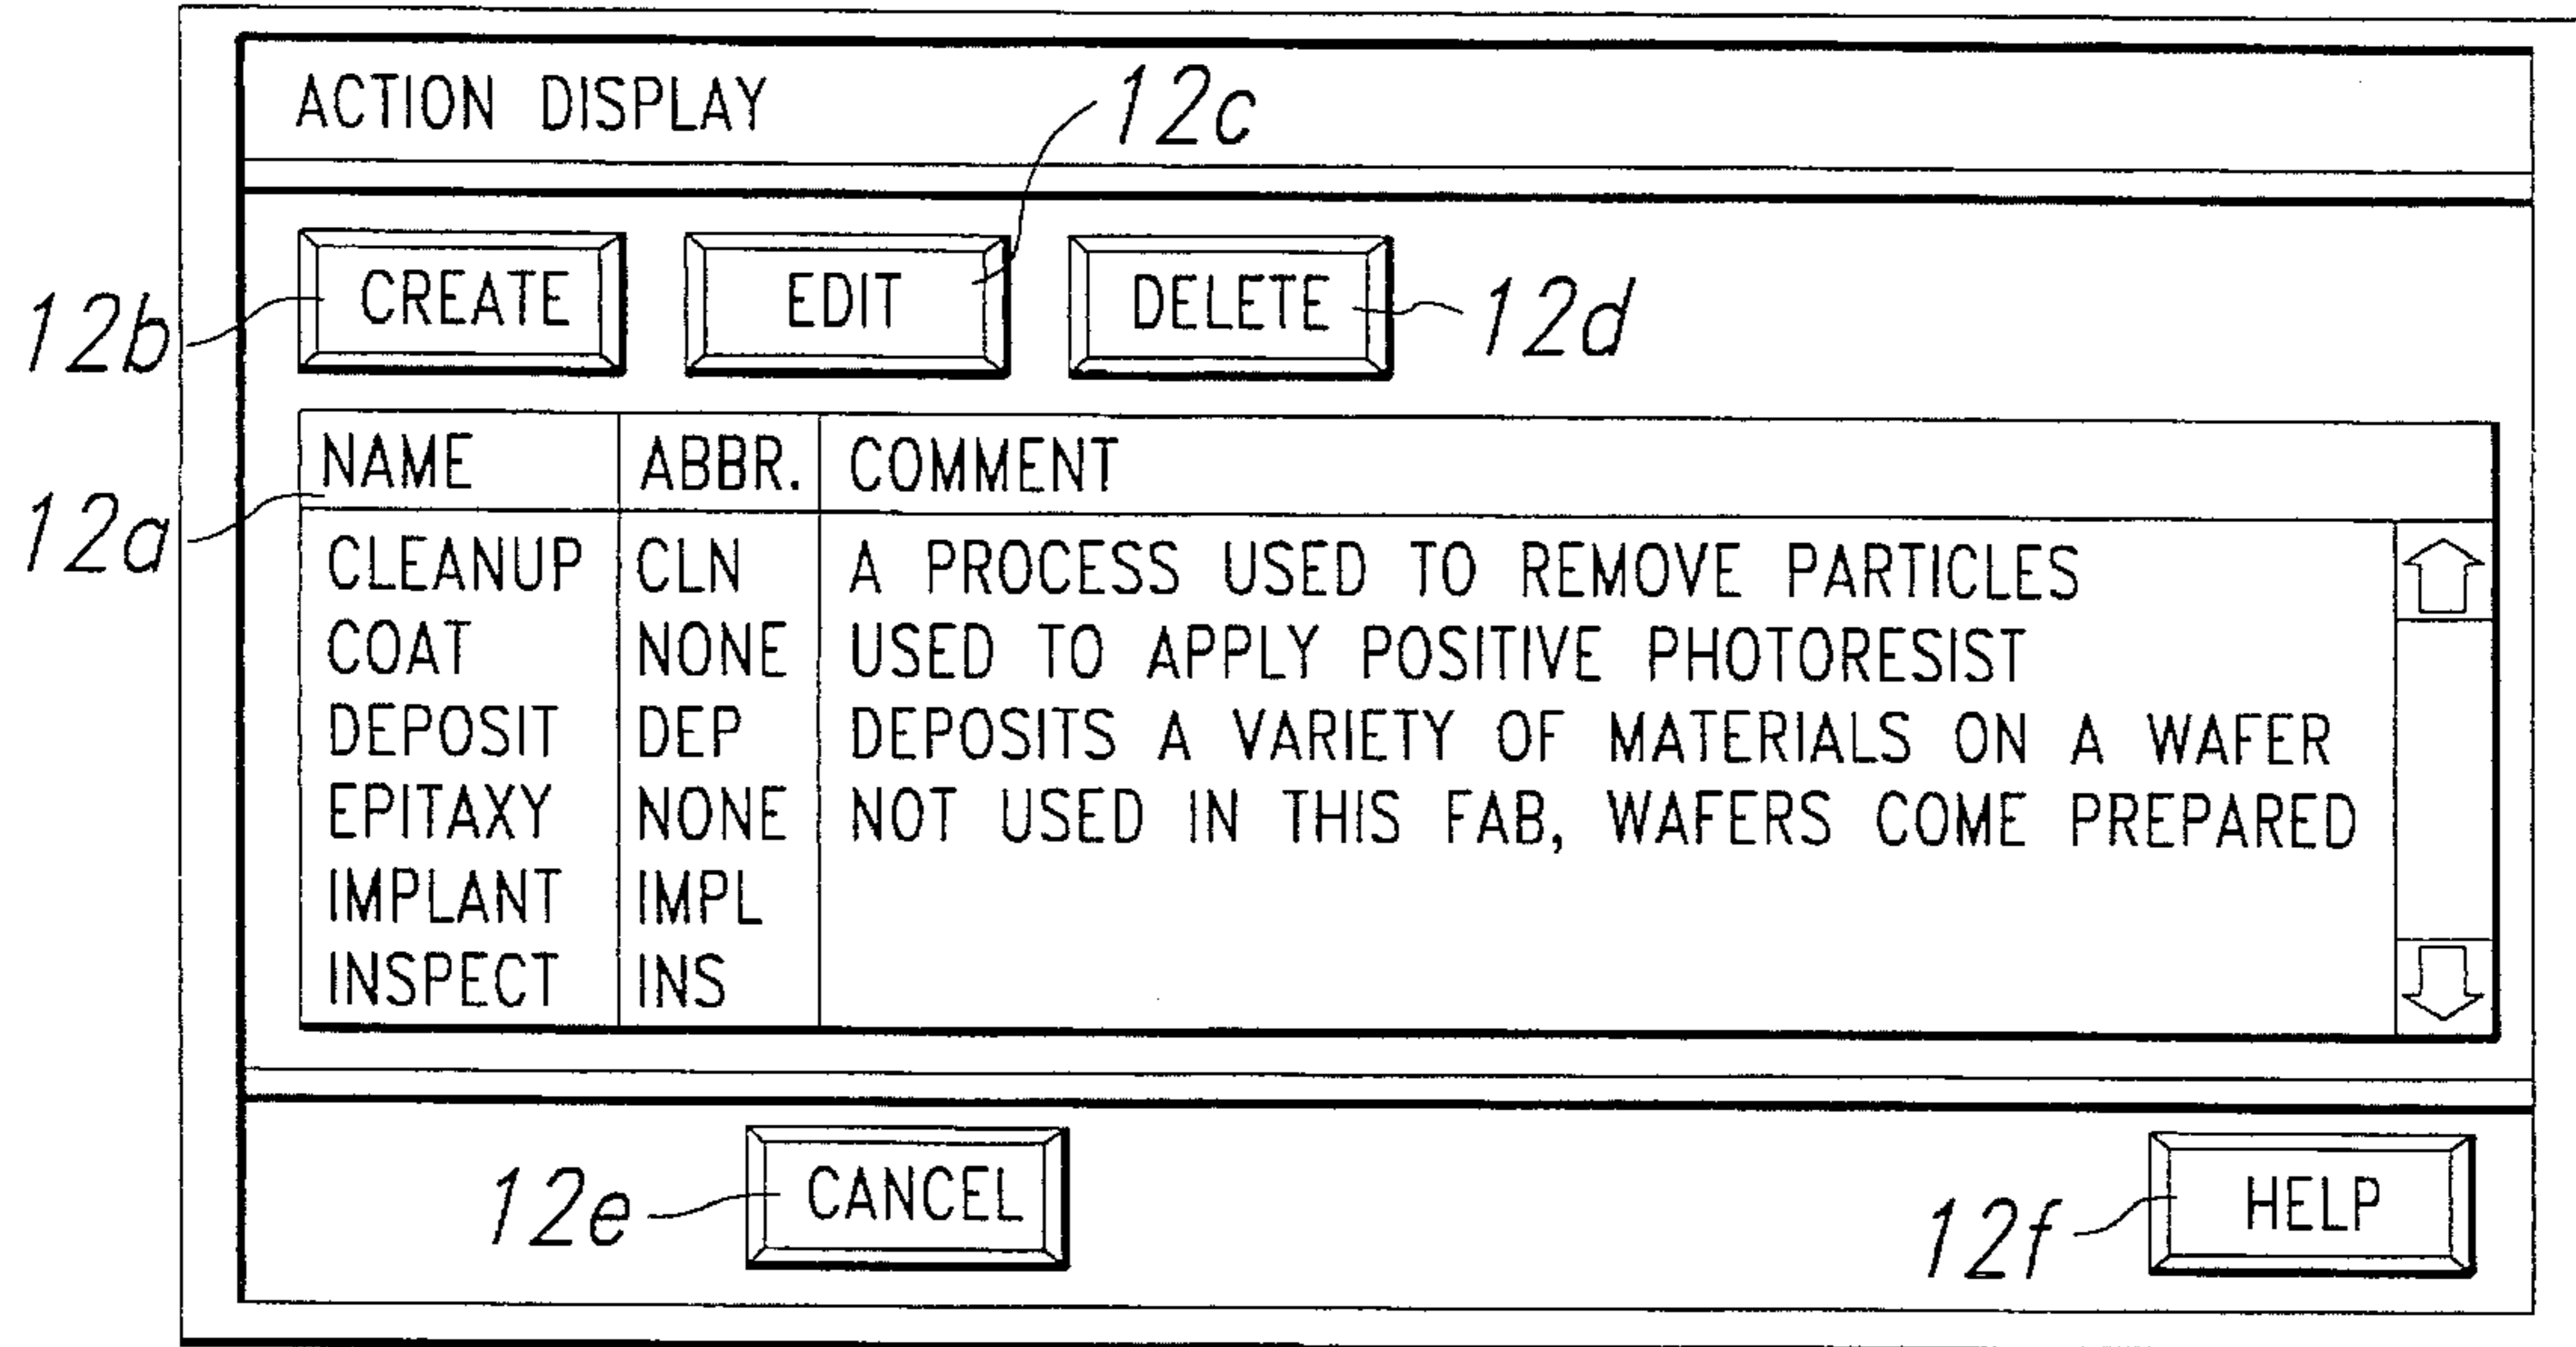 ACTION DISPLAY 12c
12b CREATE EDIT DELETE 12d
NAME ABBR. COMMENT
12a
CLEANUP CLN A PROCESS USED TO REMOVE PARTICLES
COAT NONE USED TO APPLY POSITIVE PHOTORESIST
DEPOSIT DEP DEPOSITS A VARIETY OF MATERIALS ON A WAFER
EPITAXY NONE NOT USED IN THIS FAB, WAFERS COME PREPARED
IMPLANT IMPL
INSPECT INS
12e CANCEL 12f HELP